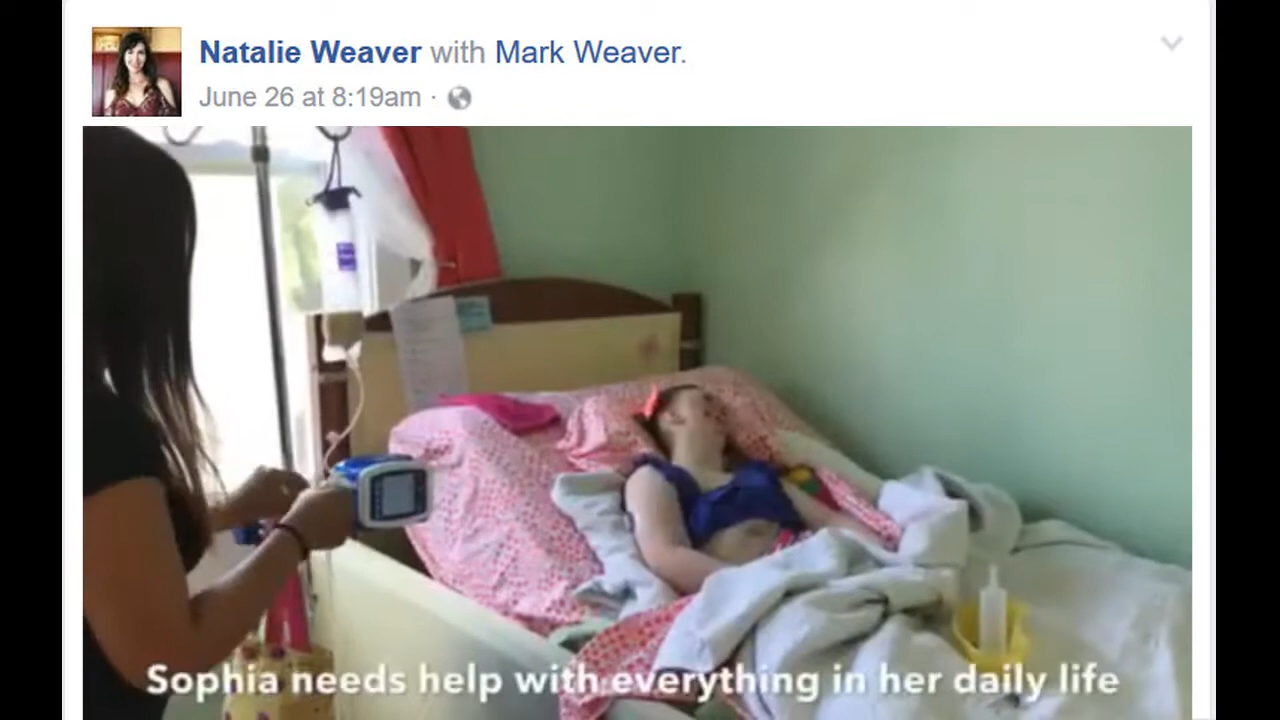 Natalie Weaver with Mark Weaver.
June 26 at 8:19am ·
Sophia needs help with everything in her daily life